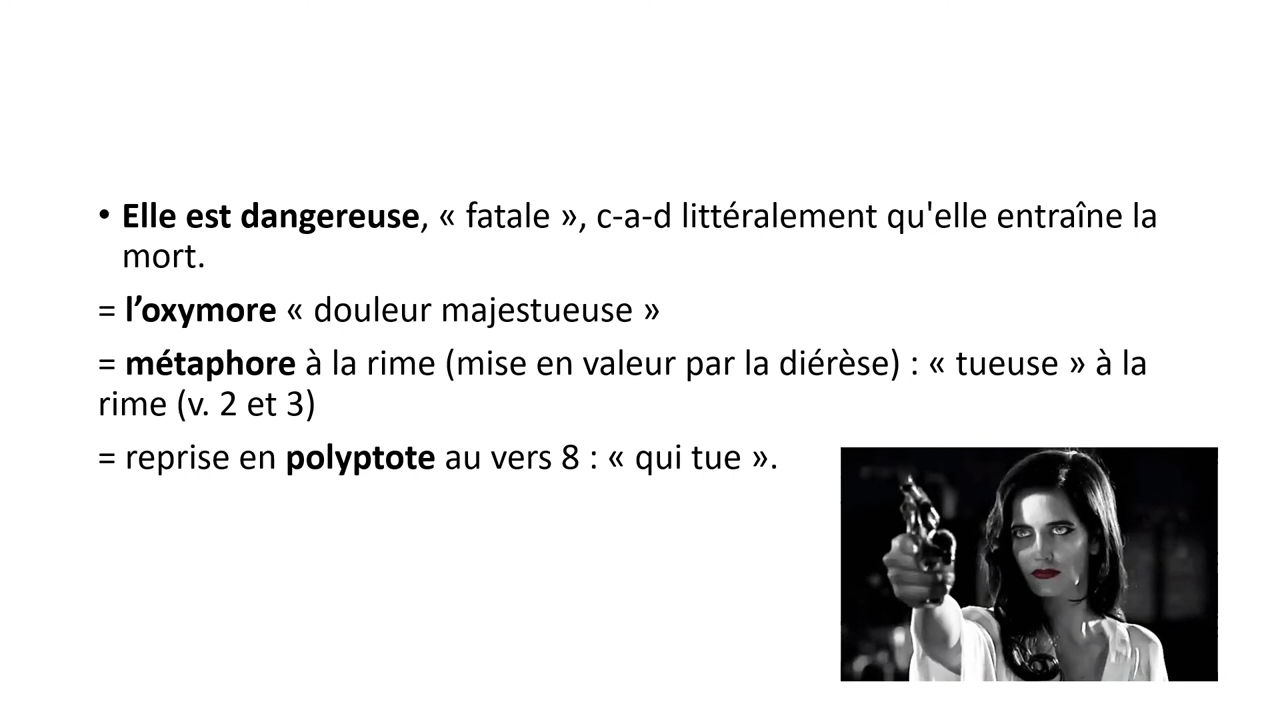 • Elle est dangereuse, « fatale », c-a-d littéralement qu'elle entraîne la
mort.
= l’oxymore « douleur majestueuse »
= métaphore à la rime (mise en valeur par la diérèse) : « tueuse » à la
rime (v. 2 et 3)
= reprise en polyptote au vers 8 : « qui tue ».